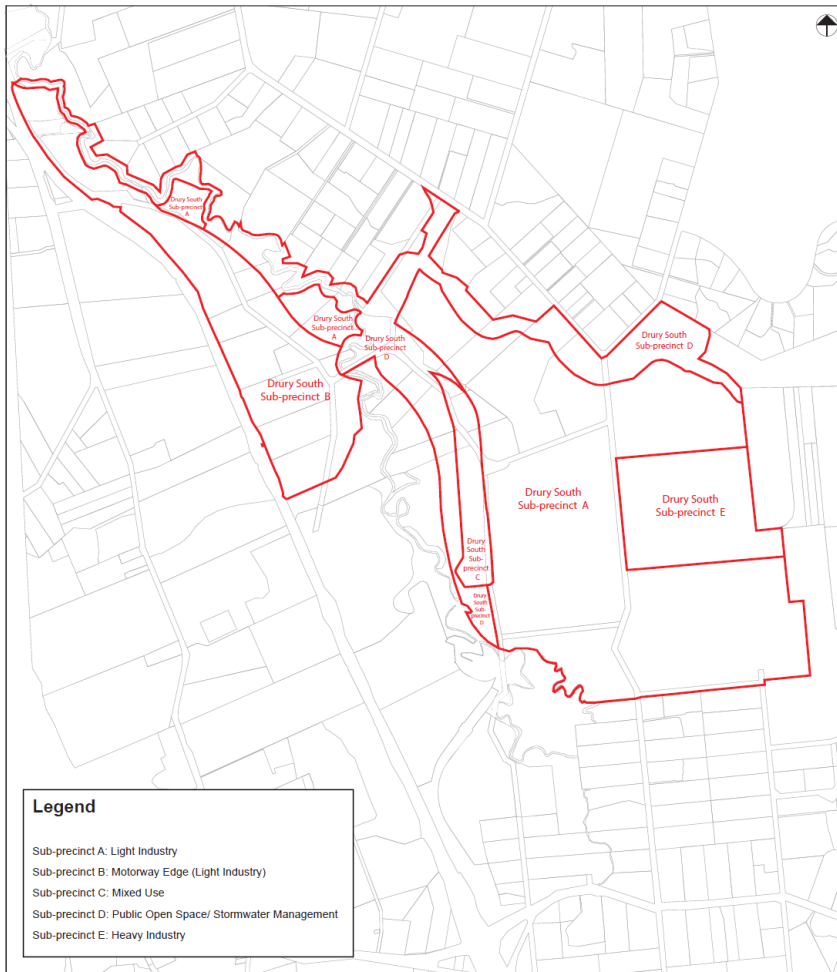 Drury South
Sub-precinct
A
Drury South
Sub-precinct
A
Drury South
Sub-precinct
D
Drury South
Sub-precinct D
Drury South
Sub-precinct B
Drury South
Sub-precinct A
Drury South
Sub-precinct E
Drury
South
Sub-
precinct
C
Drury
South
Sub-
precinct
D
Legend
Sub-precinct A: Light Industry
Sub-precinct B: Motorway Edge (Light Industry)
Sub-precinct C: Mixed Use
Sub-precinct D: Public Open Space/ Stormwater Management
Sub-precinct E: Heavy Industry